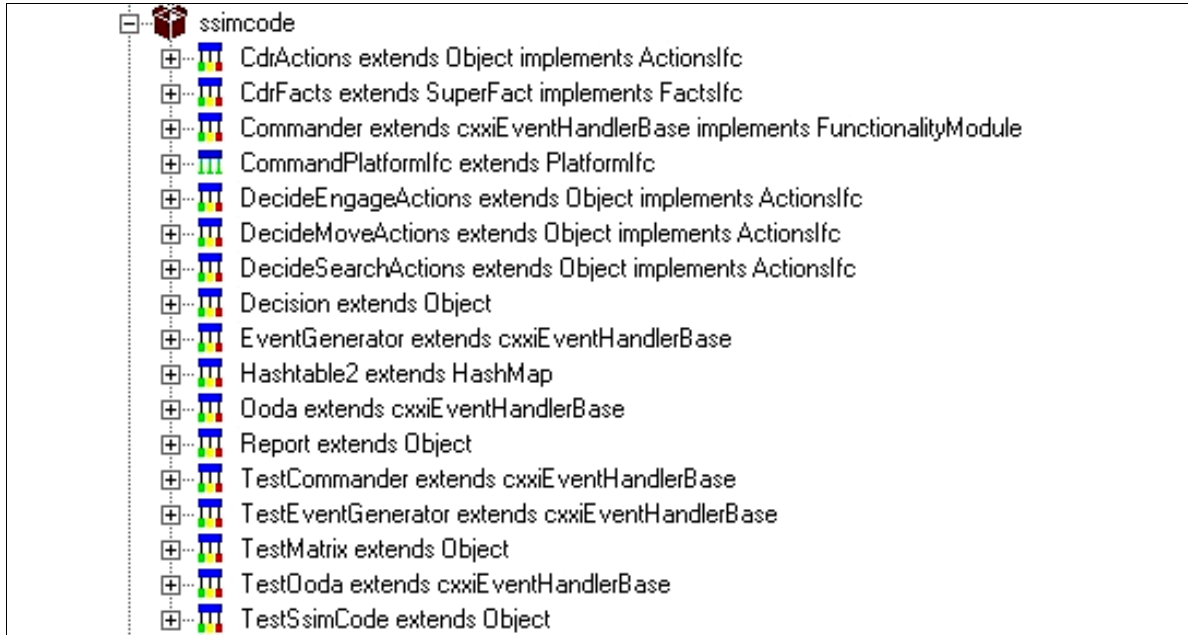 ssimcode
CdrActions extends Object implements ActionsIfc
CdrFacts extends SuperFact implements FactsIfc
Commander extends cxxiEventHandlerBase implements FunctionalityModule
CommandPlatformIfc extends PlatformIfc
DecideEngageActions extends Object implements ActionsIfc
DecideMoveActions extends Object implements ActionsIfc
DecideSearchActions extends Object implements ActionsIfc
Decision extends Object
EventGenerator extends cxxiEventHandlerBase
Hashtable2 extends HashMap
Ooda extends cxxiEventHandlerBase
Report extends Object
TestCommander extends cxxiEventHandlerBase
TestEventGenerator extends cxxiEventHandlerBase
TestMatrix extends Object
TestOoda extends cxxiEventHandlerBase
TestSsimCode extends Object